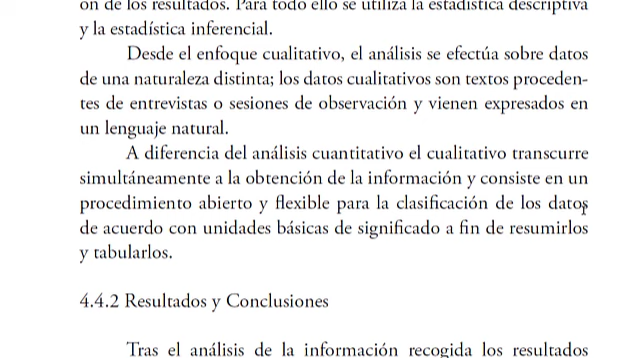 ón de los resultados. Para todo ello se utiliza la estadística descriptiva
y la estadística inferencial.
Desde el enfoque cualitativo, el análisis se efectúa sobre datos
de una naturaleza distinta; los datos cualitativos son textos proceden-
tes de entrevistas o sesiones de observación y vienen expresados en
un lenguaje natural.
A diferencia del análisis cuantitativo el cualitativo transcurre
simultáneamente a la obtención de la información y consiste en un
procedimiento abierto y flexible para la clasificación de los datos
de acuerdo con unidades básicas de significado a fin de resumirlos
y tabularlos.
4.4.2 Resultados y Conclusiones
Tras el análisis de la información recogida los resultados